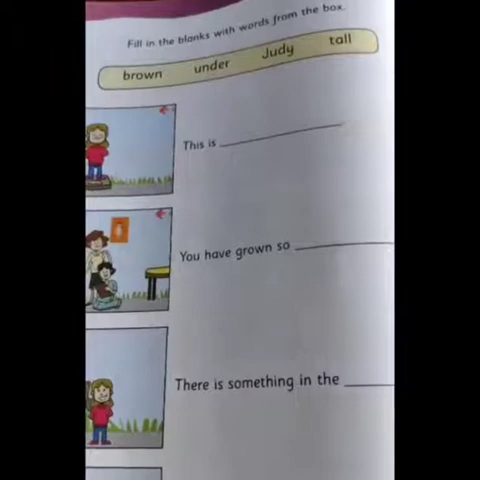 Fill in the blanks with words from the box.
brown under Judy tall
This is
You have grown so
There is something in the